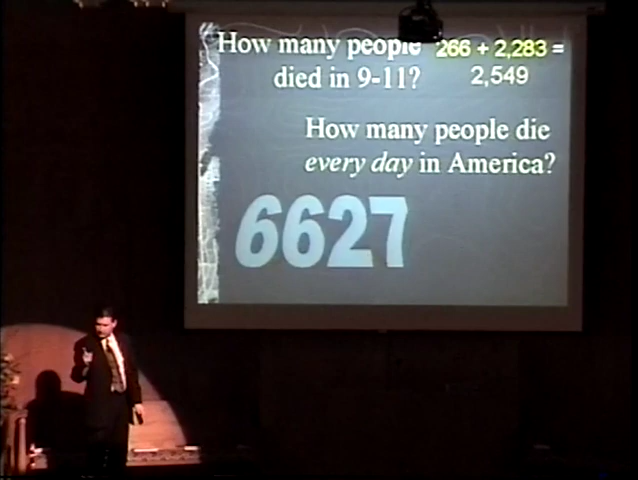 How many people 266 + 2,283 =
died in 9-11? 2,549
How many people die
every day in America?
6627